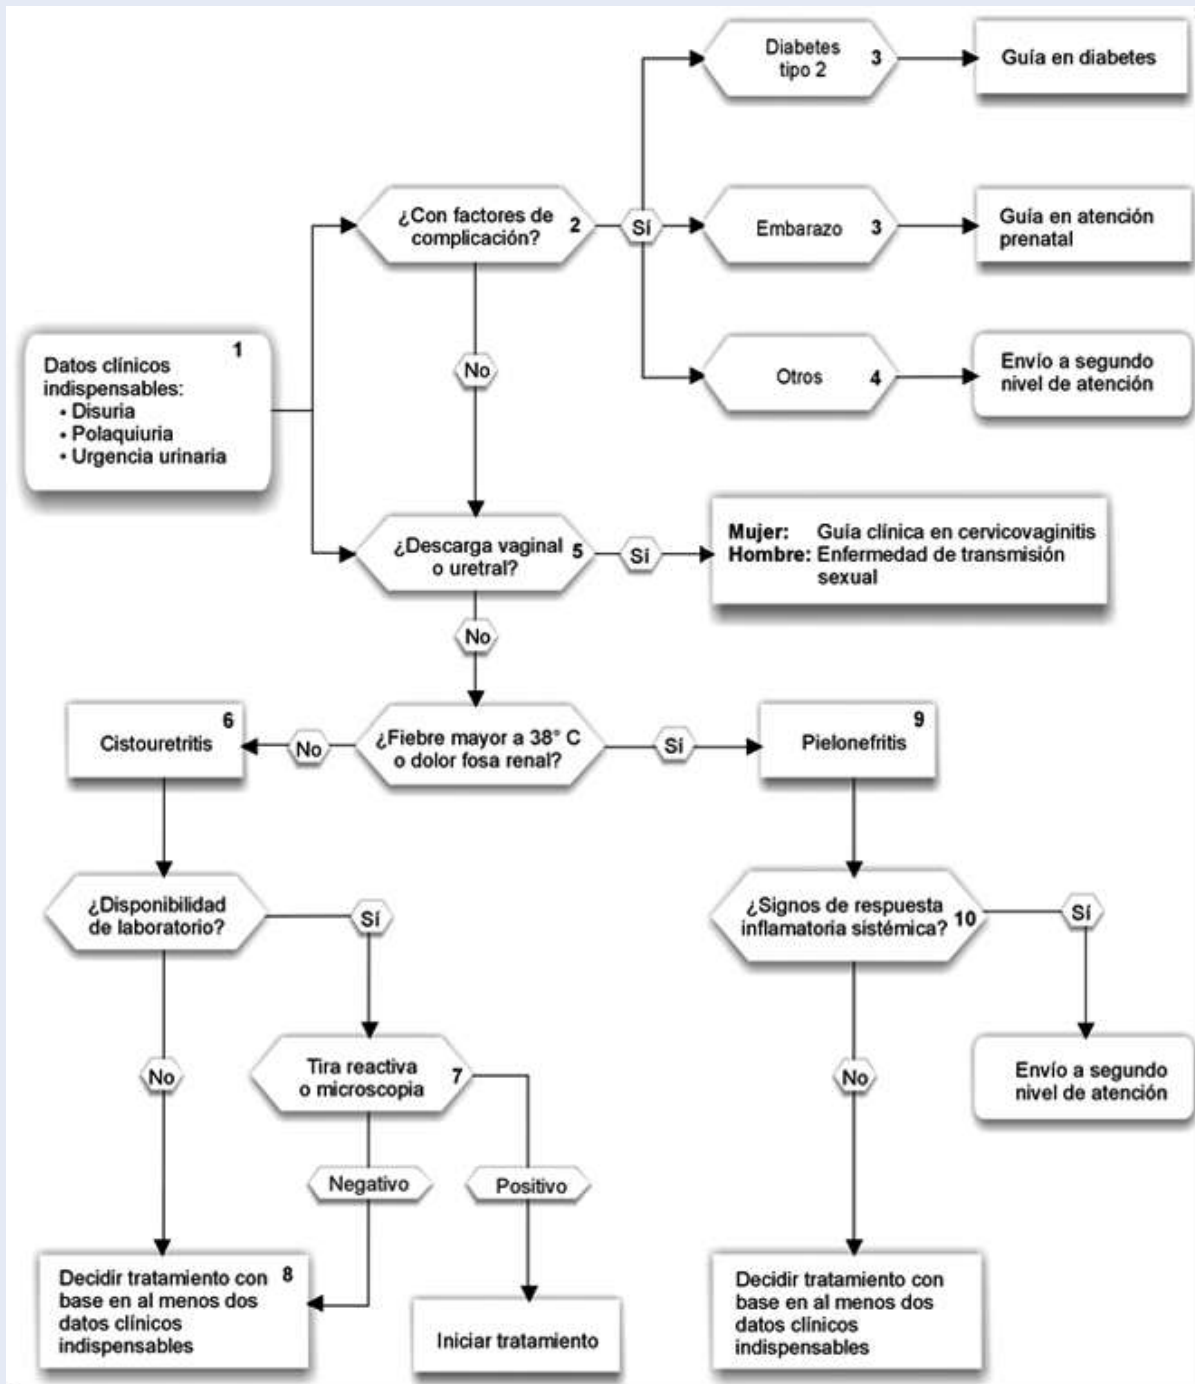 Diabetes
tipo 2
3
Guía en diabetes
¿Con factores de
complicación?
2
Sí
Embarazo
3
Guía en atención
prenatal
1
Datos clínicos
indispensables:
• Disuria
• Polaquiuria
• Urgencia urinaria
No
Otros
4
Envío a segundo
nivel de atención
¿Descarga vaginal
o uretral?
5
Sí
Mujer: Guía clínica en cervicovaginitis
Hombre: Enfermedad de transmisión
sexual
No
6
Cistouretritis
No
¿Fiebre mayor a 38° C
o dolor fosa renal?
Sí
9
Pielonefritis
¿Disponibilidad
de laboratorio?
Sí
¿Signos de respuesta
inflamatoria sistémica?
10
Sí
No
Tira reactiva
o microscopia
7
No
Envío a segundo
nivel de atención
Negativo
Positivo
Decidir tratamiento con
base en al menos dos
datos clínicos
indispensables
8
Iniciar tratamiento
Decidir tratamiento con
base en al menos dos
datos clínicos
indispensables